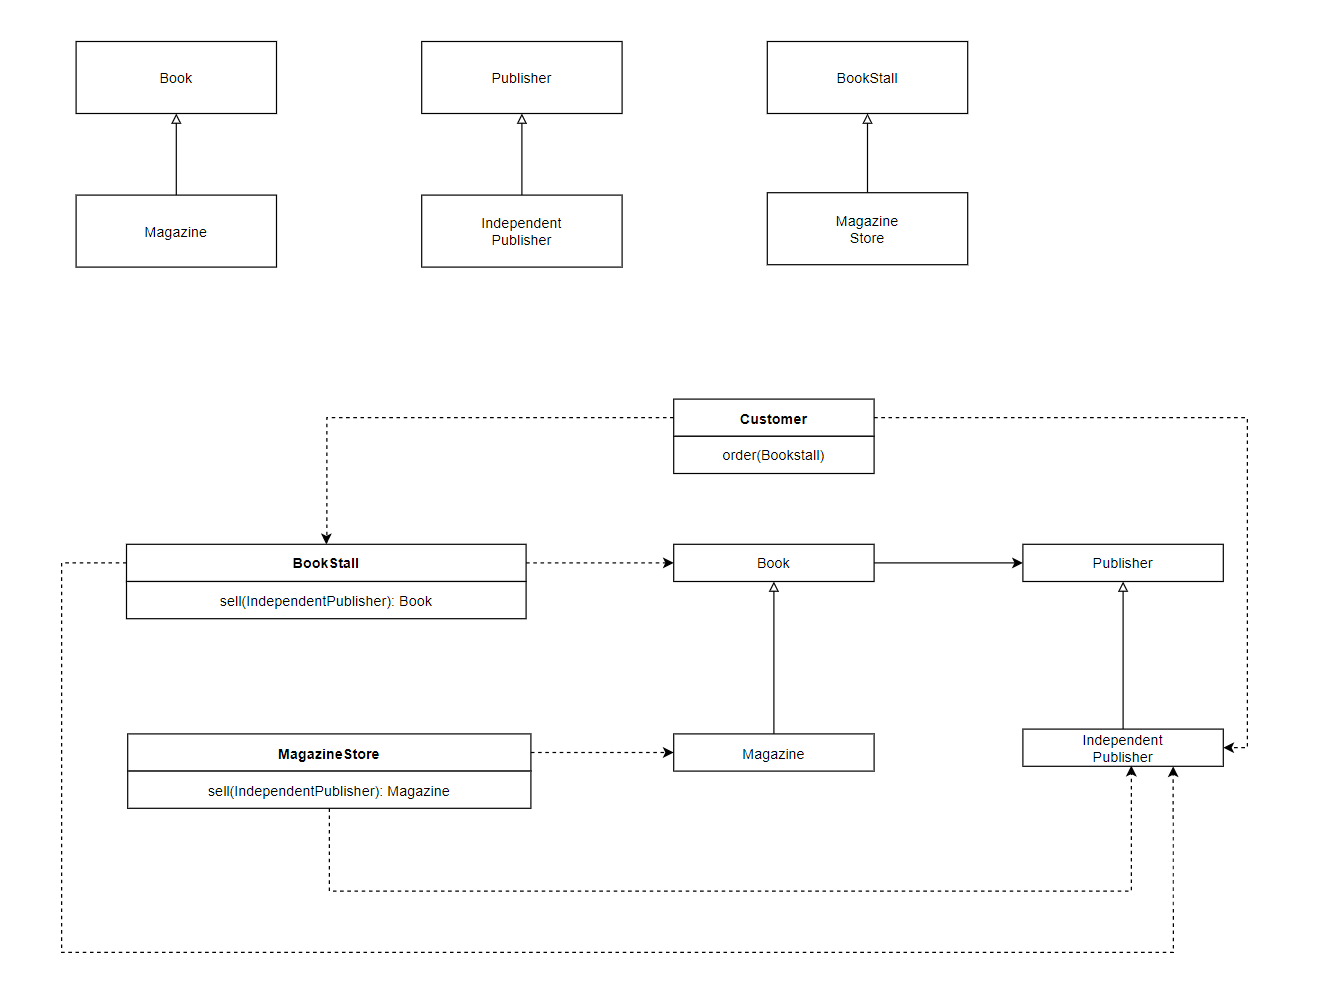 Book
Publisher
BookStall
Magazine
Independent
Publisher
Magazine
Store
Customer
order(Bookstall)
BookStall
sell(IndependentPublisher): Book
Book
Publisher
MagazineStore
sell(IndependentPublisher): Magazine
Magazine
Independent
Publisher